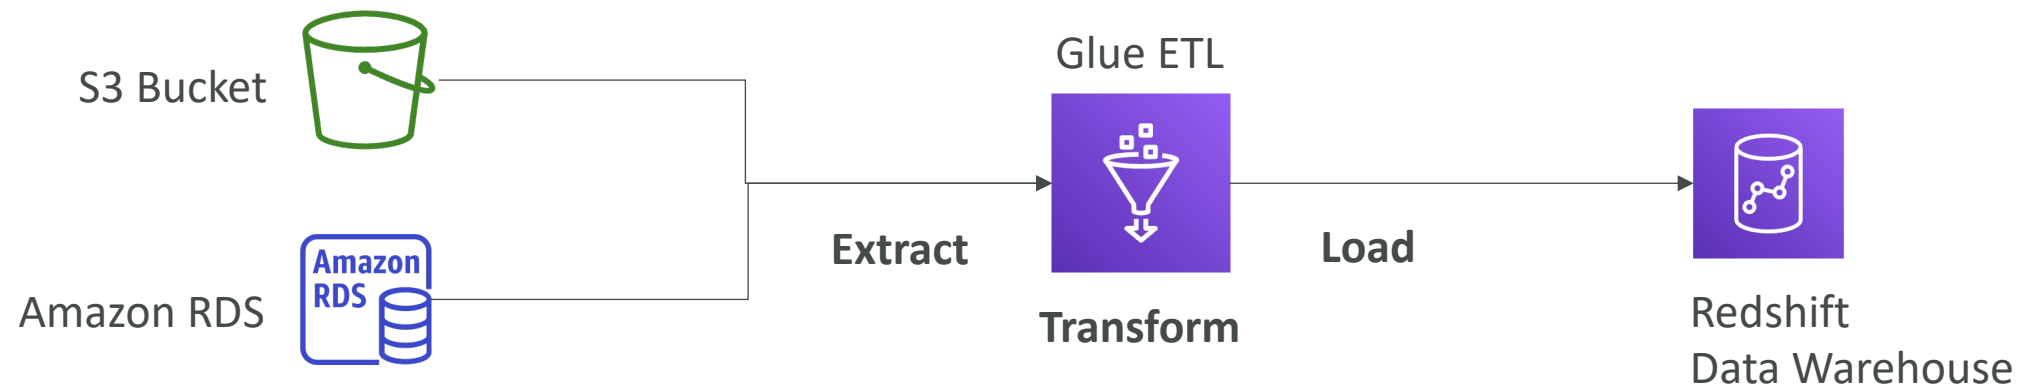 S3 Bucket
Glue ETL
Amazon
RDS
Amazon RDS
Extract
Transform
Load
Redshift
Data Warehouse